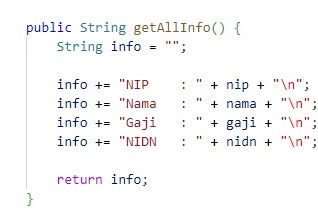 public String getAllInfo() {
String info = "";
info += "NIP    : " + nip + "\n";
info += "Nama   : " + nama + "\n";
info += "Gaji   : " + gaji + "\n";
info += "NIDN   : " + nidn + "\n";
return info;
}